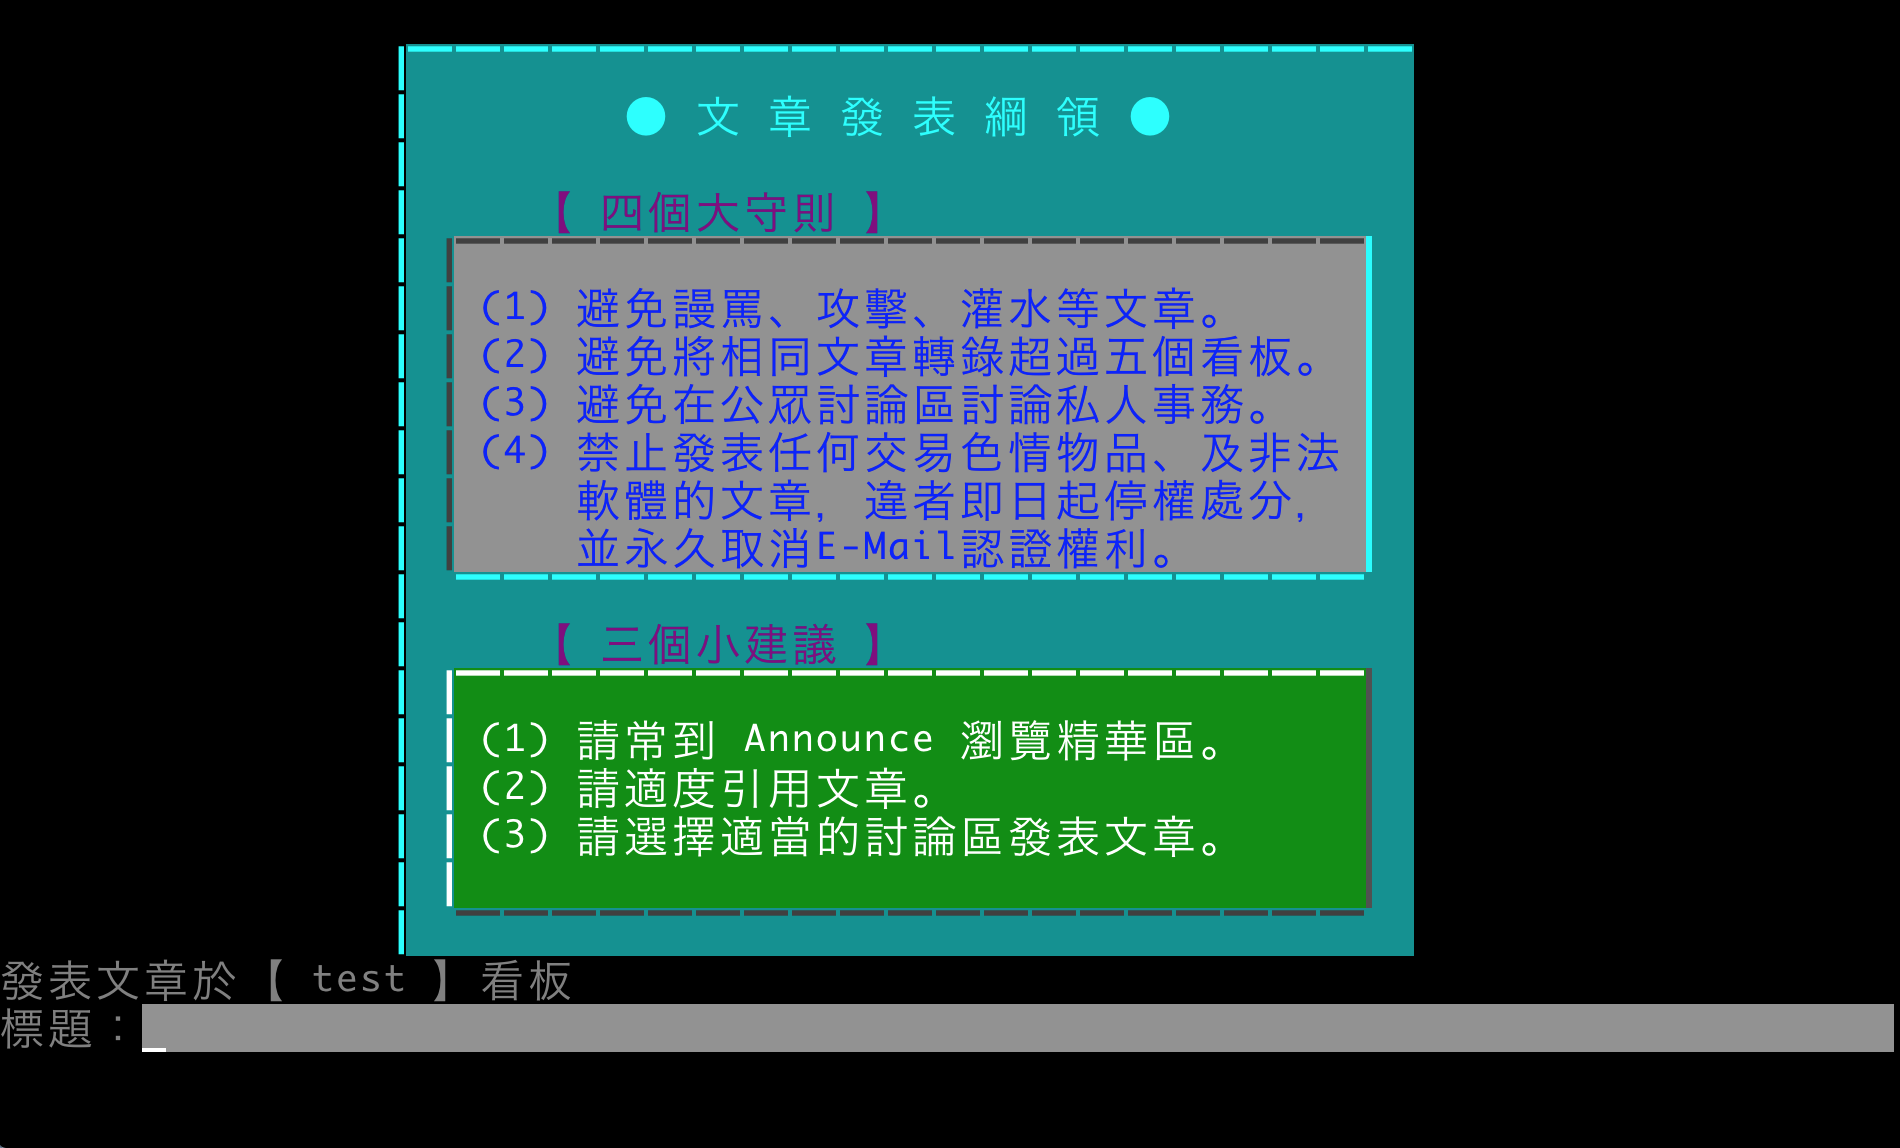 ● 文 章 發 表 綱 領 ●
【 四個大守則 】
(1) 避免謾罵、攻擊、灌水等文章。
(2) 避免將相同文章轉錄超過五個看板。
(3) 避免在公眾討論區討論私人事務。
(4) 禁止發表任何交易色情物品、及非法
軟體的文章, 違者即日起停權處分,
並永久取消E-Mail認證權利。
【 三個小建議 】
(1) 請常到 Announce 瀏覽精華區。
(2) 請適度引用文章。
(3) 請選擇適當的討論區發表文章。
發表文章於【 test 】看板
標題：